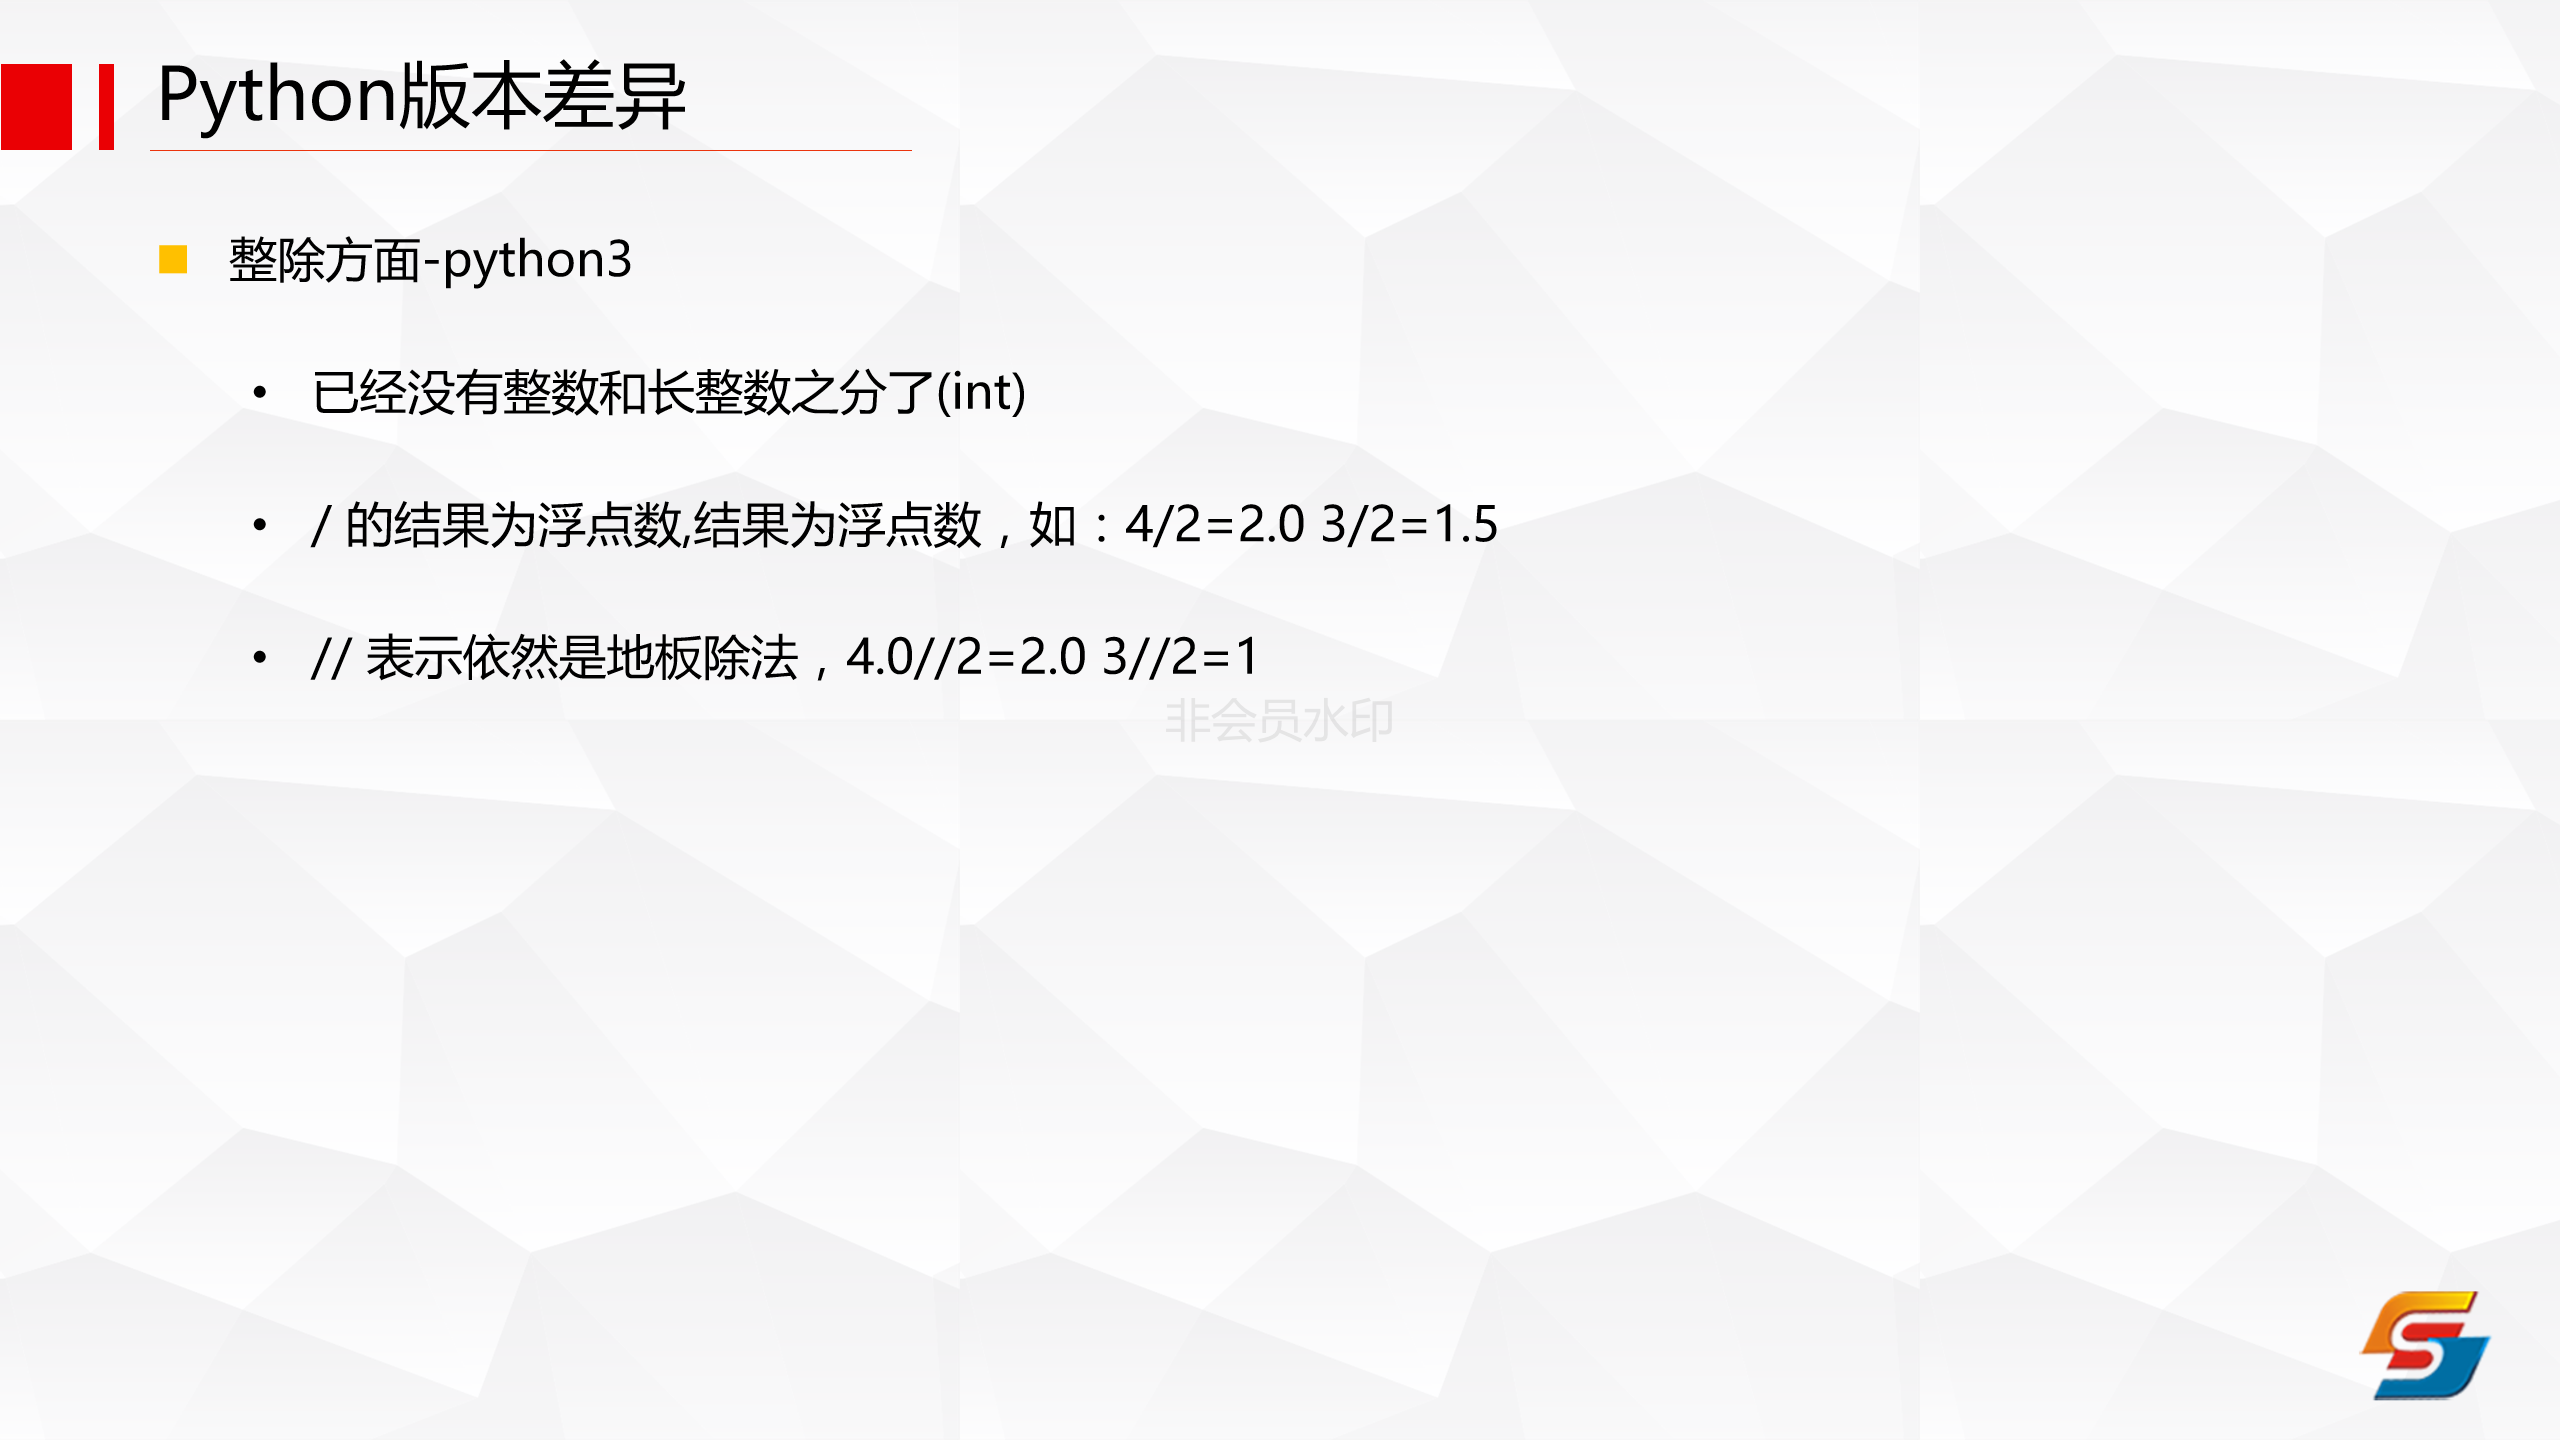 Python版本差异
整除方面-python3
• 已经没有整数和长整数之分了(int)
• / 的结果为浮点数,结果为浮点数，如：4/2=2.0 3/2=1.5
• // 表示依然是地板除法，4.0//2=2.0 3//2=1
非会员水印